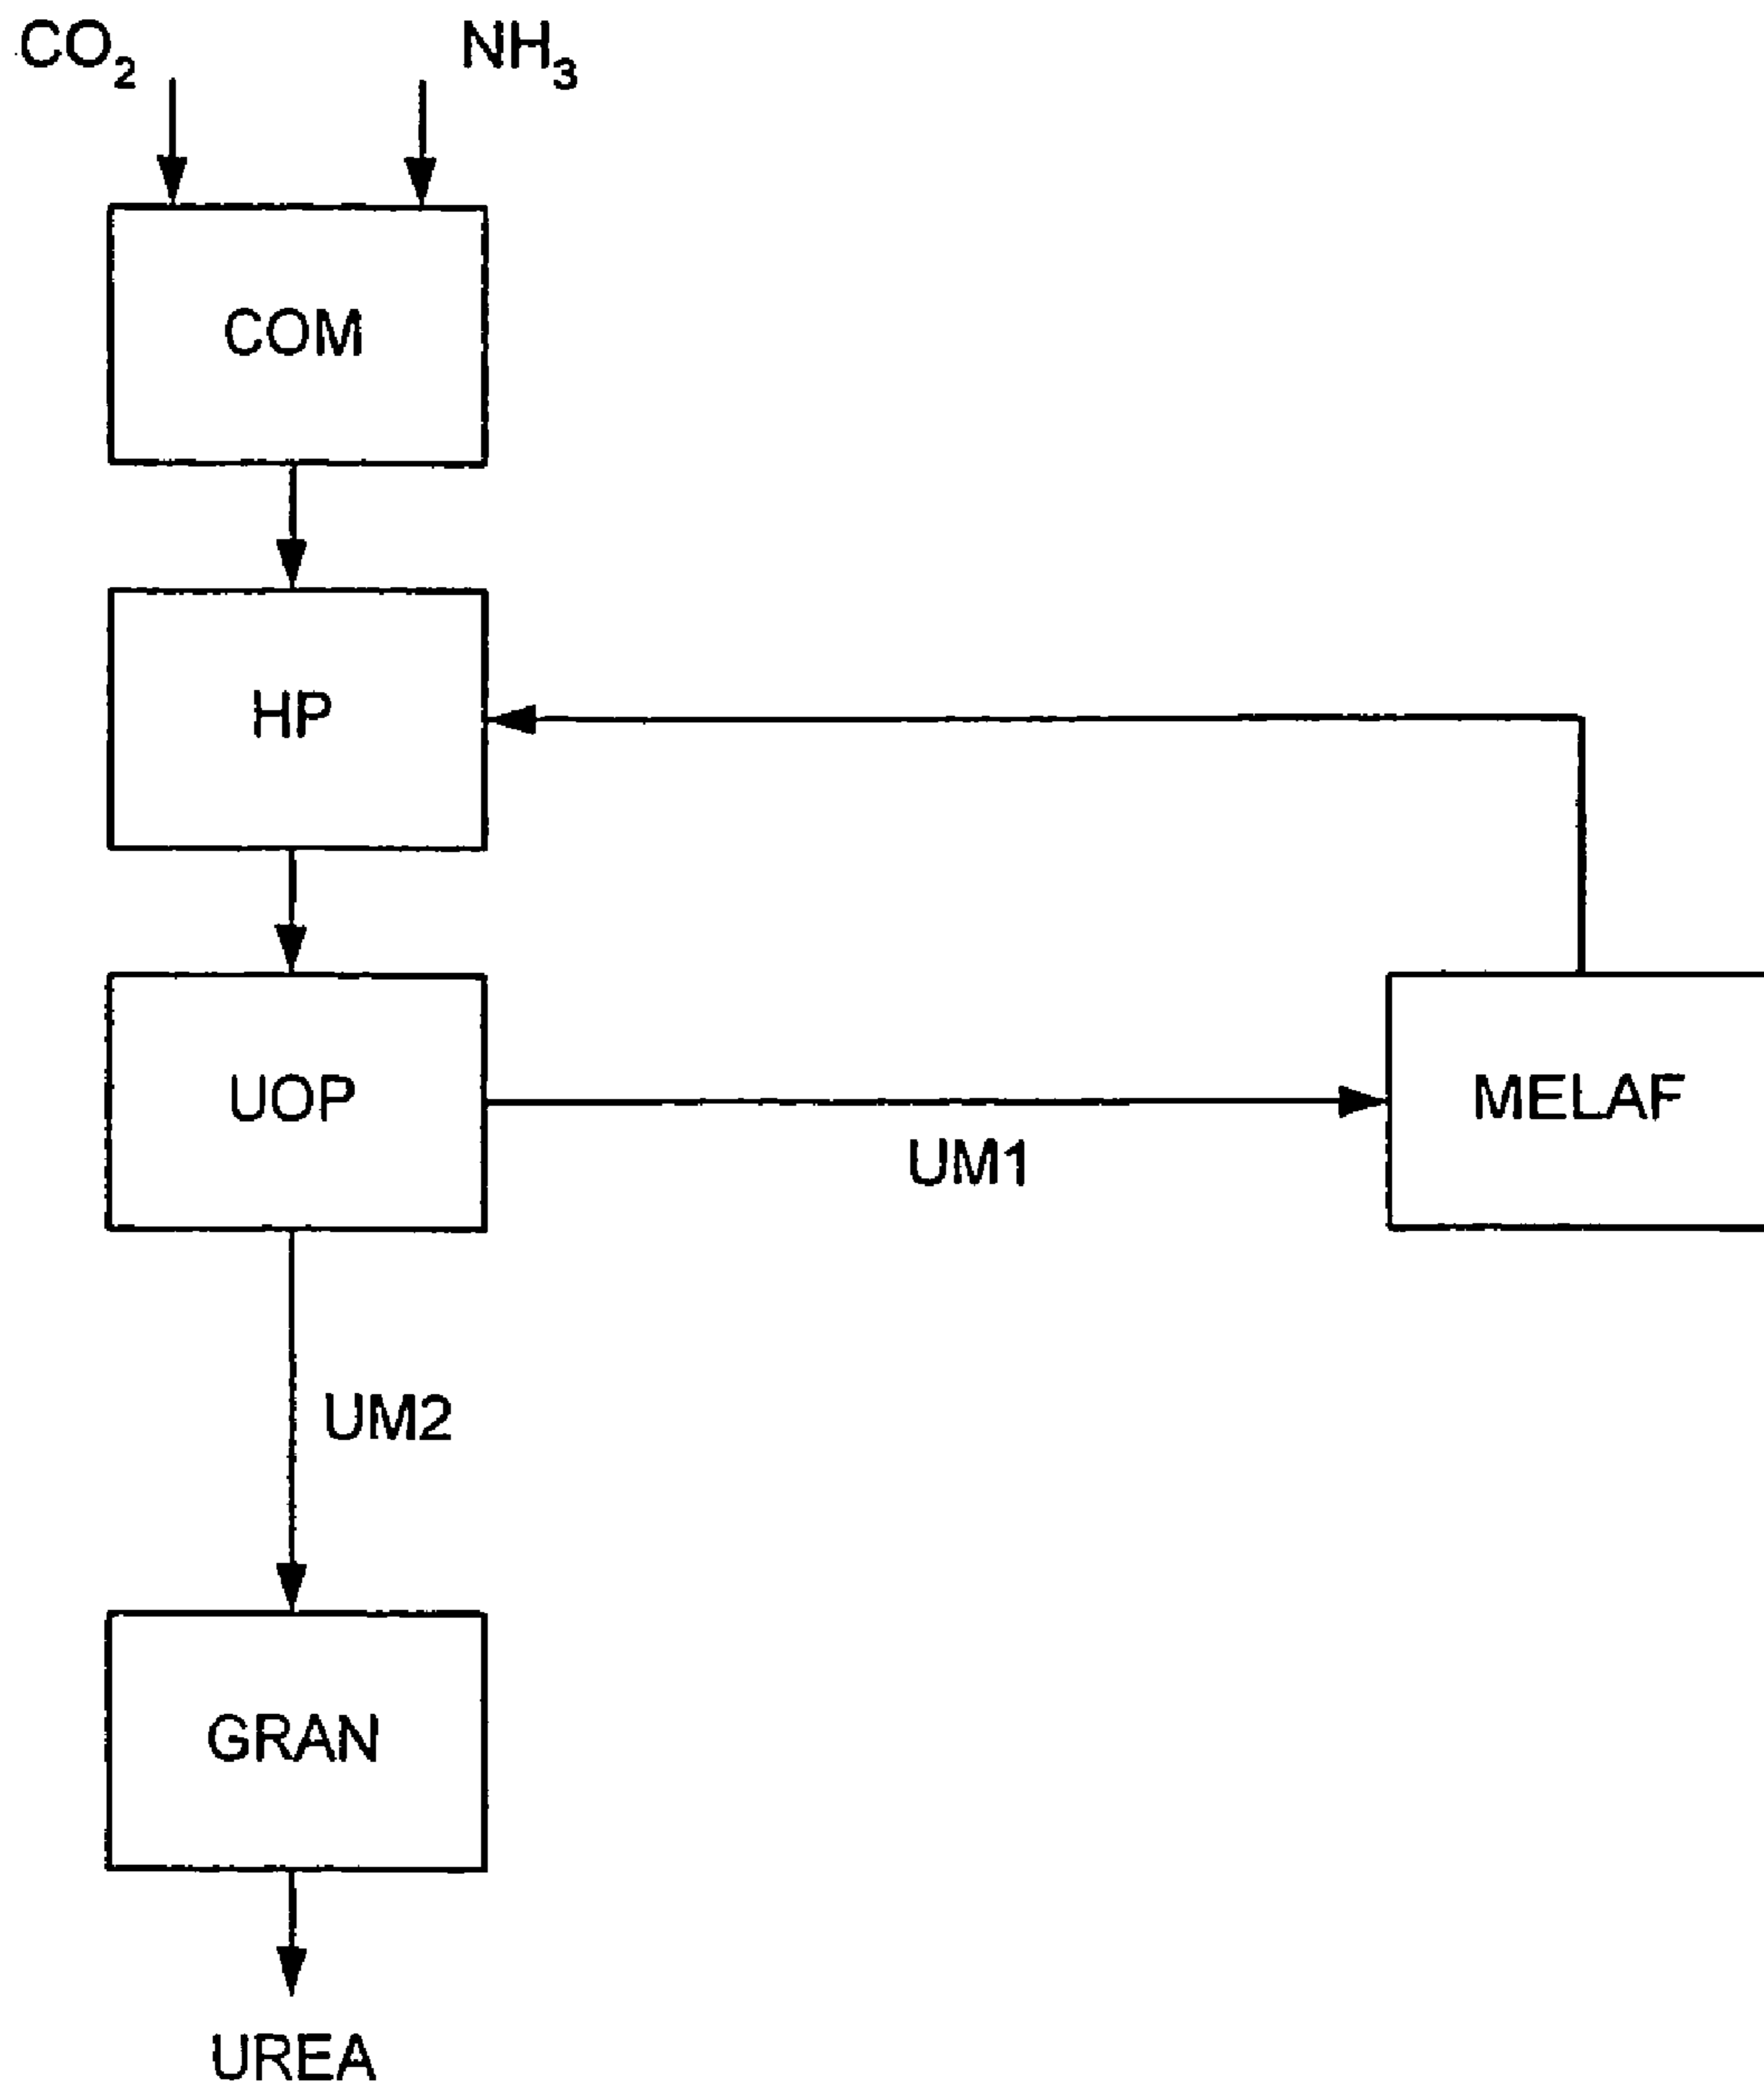 CO₂ NH₃
COM
HP
UOP
MELAF
UM1
UM2
GRAN
UREA